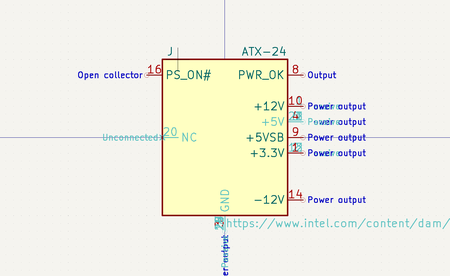 J ATX-24
Open collector 16 PS_ON# PWR_OK 8 Output
+12V 10 Power output
+5V 4 Power output
Unconnected 20 NC +5VSB 9 Power output
+3.3V 1 Power output
-12V 14 Power output
GND
https://www.intel.com/content/dam/
er output